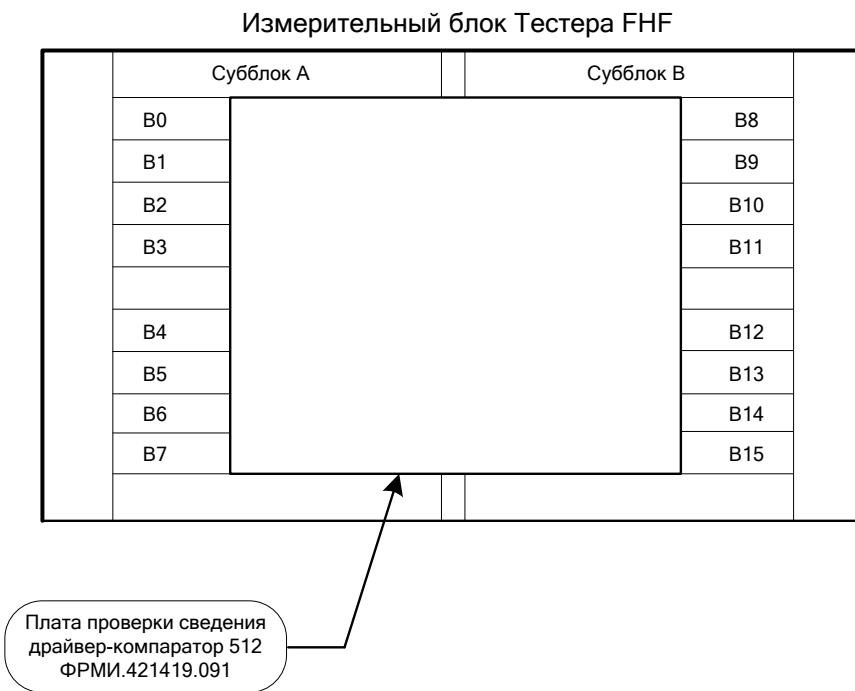 Измерительный блок Тестера FHF
Субблок А Субблок В
B0 B8
B1 B9
B2 B10
B3 B11
B4 B12
B5 B13
B6 B14
B7 B15
Плата проверки сведения
драйвер-компаратор 512
ФРМИ.421419.091